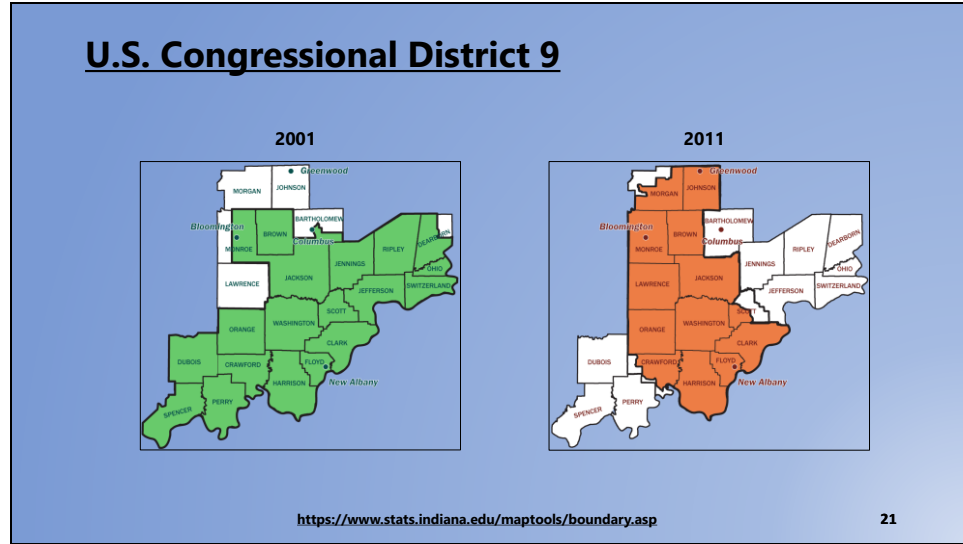 U.S. Congressional District 9
2001
Greenwood
MORGAN
JOHNSON
Bloomington
BARTHOLOMEW
BROWN
Columbus
MONROE
DEARBORN
RIPLEY
JENNINGS
OHIO
JACKSON
LAWRENCE
JEFFERSON
SWITZERLAND
SCOTT
WASHINGTON
ORANGE
CLARK
DUBOIS
CRAWFORD
FLOYD
New Albany
HARRISON
PERRY
SPENCER
2011
Greenwood
MORGAN
JOHNSON
Bloomington
BARTHOLOMEW
BROWN
Columbus
MONROE
DEARBORN
RIPLEY
JENNINGS
OHIO
JACKSON
LAWRENCE
JEFFERSON
SWITZERLAND
SCOTT
WASHINGTON
ORANGE
CLARK
DUBOIS
CRAWFORD
FLOYD
New Albany
HARRISON
PERRY
SPENCER
https://www.stats.indiana.edu/maptools/boundary.asp
21